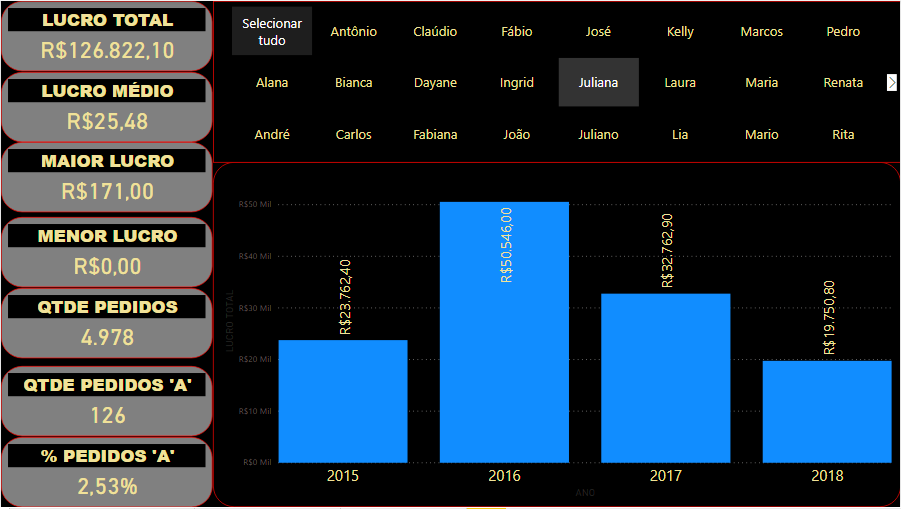 LUCRO TOTAL
R$126.822,10
LUCRO MÉDIO
R$25,48
MAIOR LUCRO
R$171,00
MENOR LUCRO
R$0,00
QTDE PEDIDOS
4.978
QTDE PEDIDOS 'A'
126
% PEDIDOS 'A'
2,53%
Selecionar
tudo
Antônio
Claúdio
Fábio
José
Kelly
Marcos
Pedro
Alana
Bianca
Dayane
Ingrid
Juliana
Laura
Maria
Renata
André
Carlos
Fabiana
João
Juliano
Lia
Mario
Rita
LUCRO TOTAL
R$50 Mil
R$40 Mil
R$30 Mil
R$20 Mil
R$10 Mil
R$0 Mil
R$23.762,40
R$50.546,00
R$32.762,90
R$19.750,80
2015
2016
2017
2018
ANO